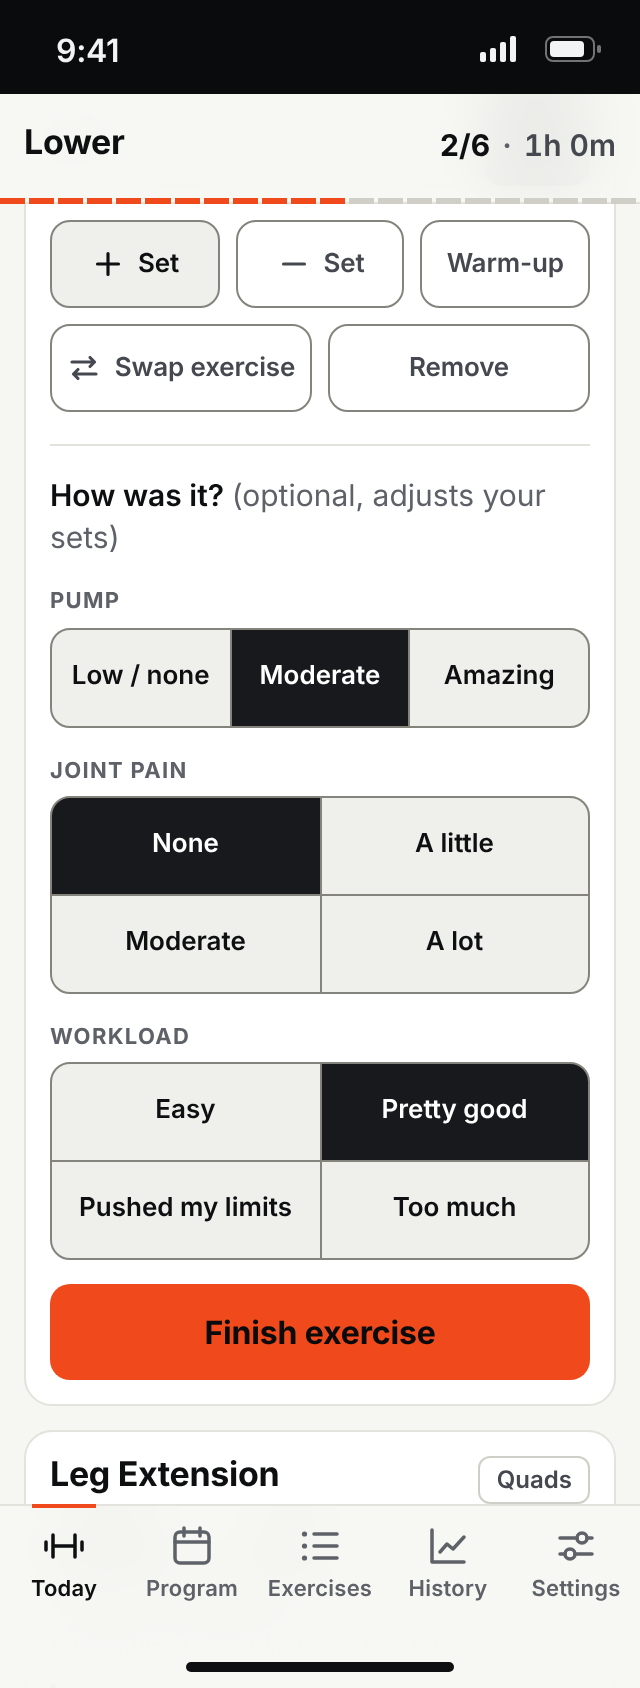 9:41
Lower
2/6 · 1h 0m
+ Set
− Set
Warm-up
Swap exercise
Remove
How was it? (optional, adjusts your
sets)
PUMP
Low / none
Moderate
Amazing
JOINT PAIN
None
A little
Moderate
A lot
WORKLOAD
Easy
Pretty good
Pushed my limits
Too much
Finish exercise
Leg Extension
Quads
Today
Program
Exercises
History
Settings